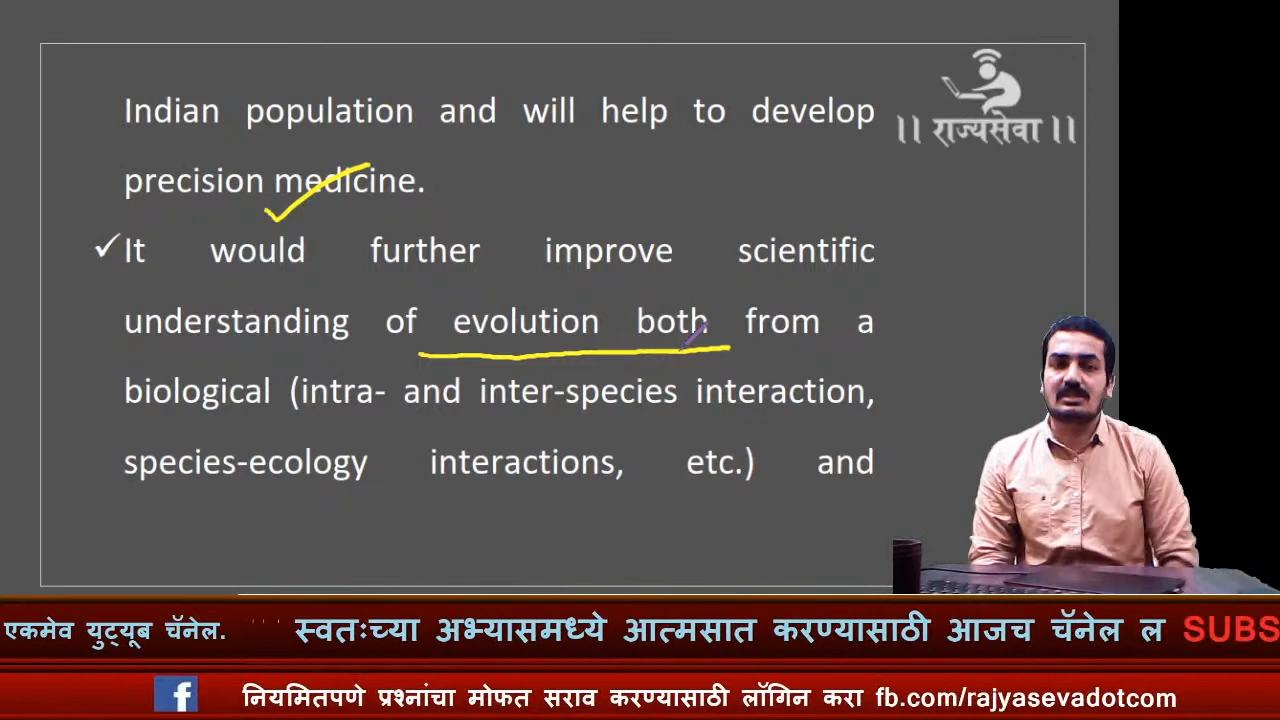 Indian population and will help to develop
|| राज्यसेवा ||
precision medicine.
✓It would further improve scientific
understanding of evolution both from a
biological (intra- and inter-species interaction,
species-ecology interactions, etc.) and
एकमेव युट्यूब चॅनेल. स्वतःच्या अभ्यासमध्ये आत्मसात करण्यासाठी आजच चॅनेल ल SUBS
f नियमितपणे प्रश्नांचा मोफत सराव करण्यासाठी लॉगिन करा fb.com/rajyasevadotcom